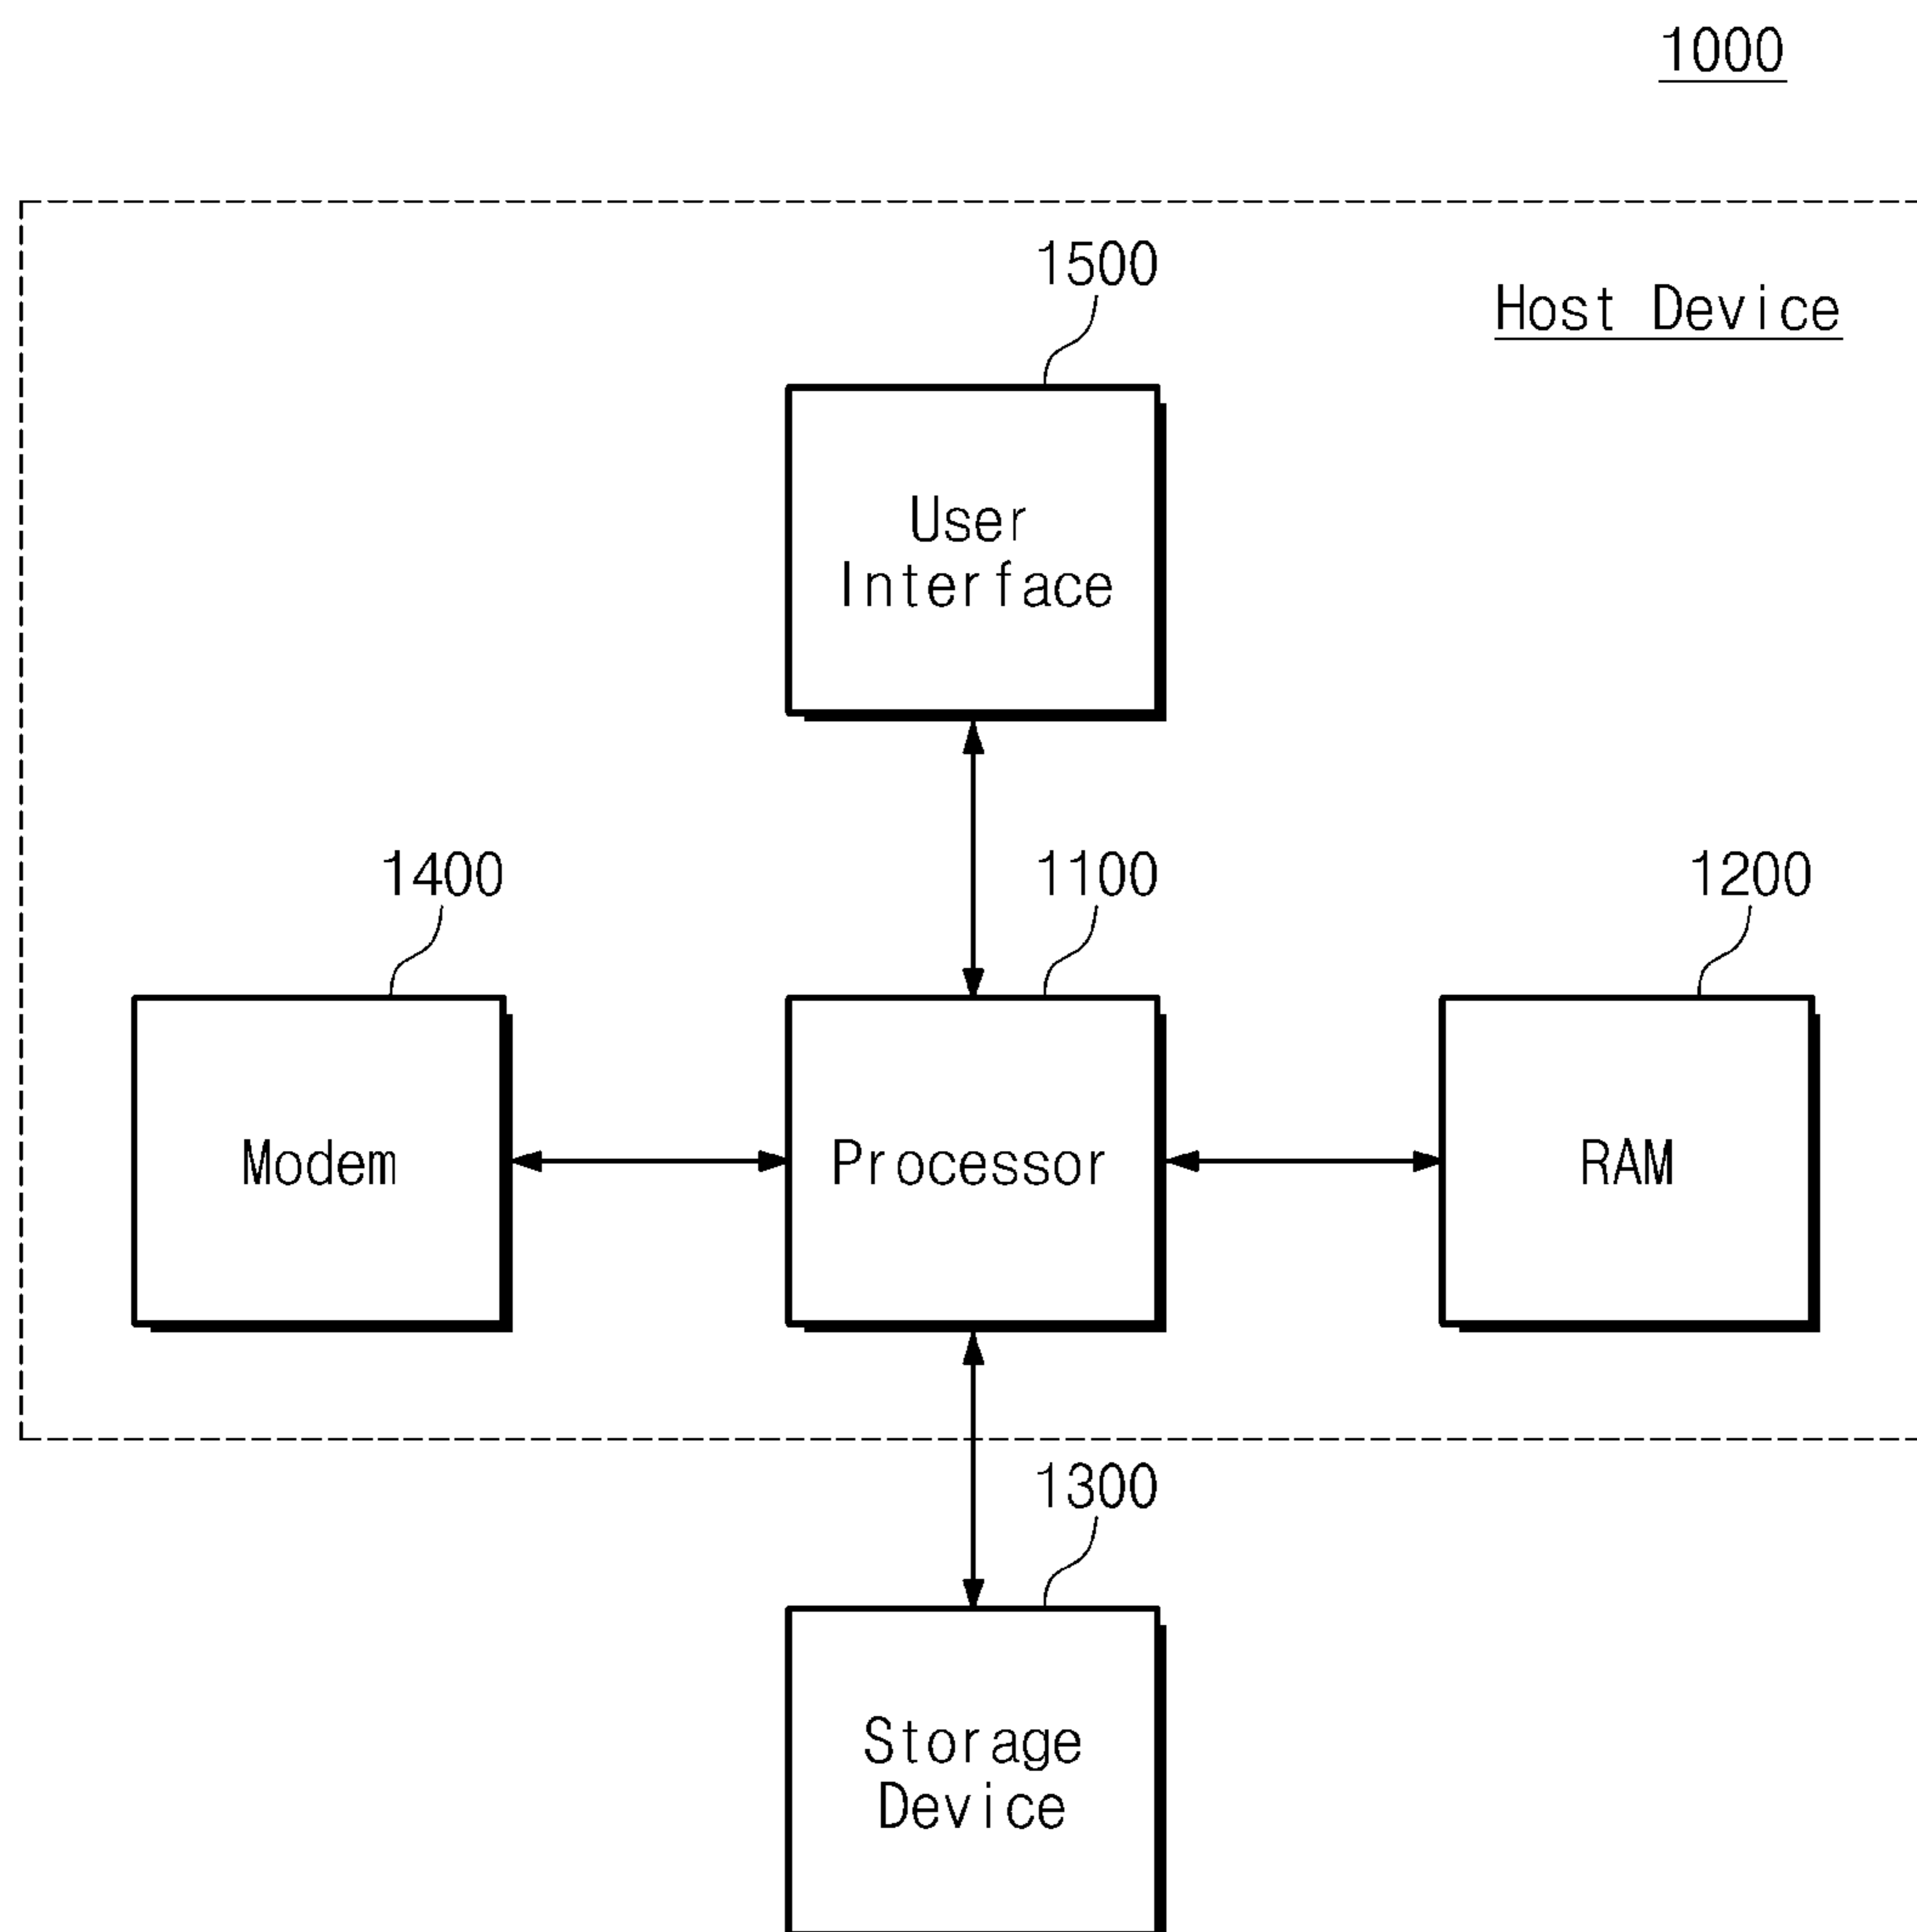 1000
1500
Host Device
User
Interface
1400
1100
1200
Modem
Processor
RAM
1300
Storage
Device